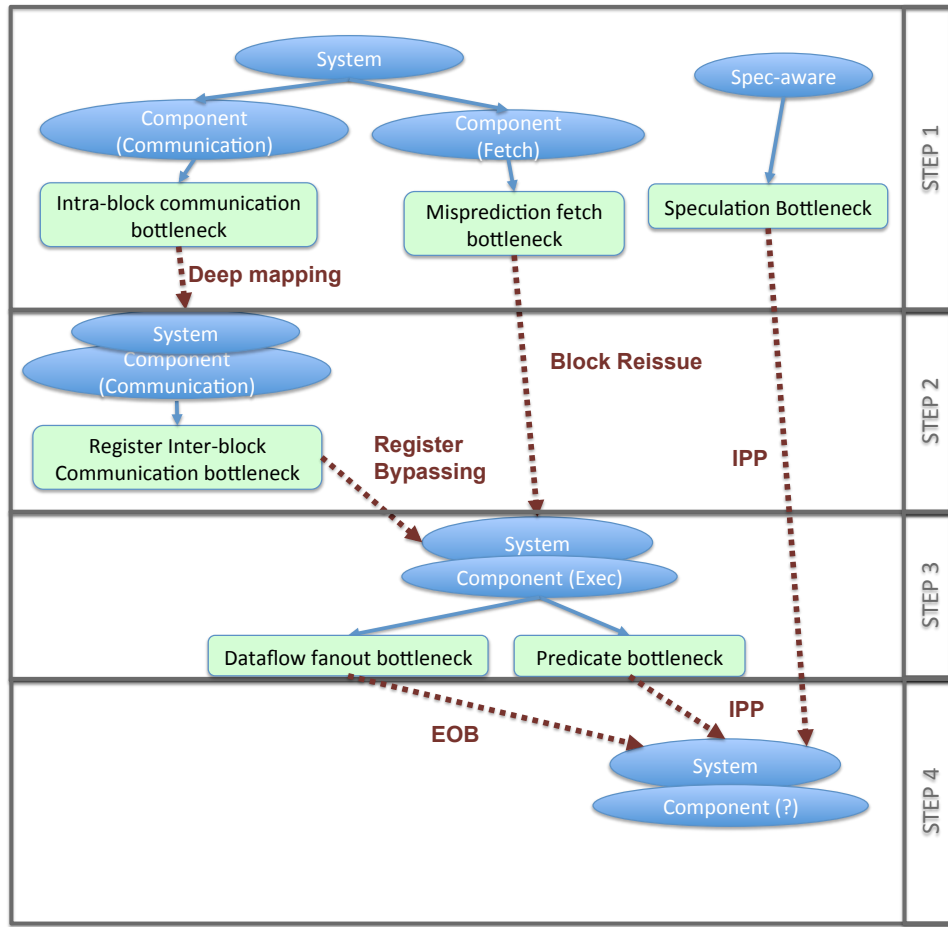 System
Spec-aware
Component
(Communication)
Component
(Fetch)
Intra-block communication
bottleneck
Misprediction fetch
bottleneck
Speculation Bottleneck
STEP 1
Deep mapping
System
Component
(Communication)
Block Reissue
Register Inter-block
Communication bottleneck
Register
Bypassing
IPP
STEP 2
System
Component (Exec)
Dataflow fanout bottleneck
Predicate bottleneck
STEP 3
EOB
IPP
System
Component (?)
STEP 4